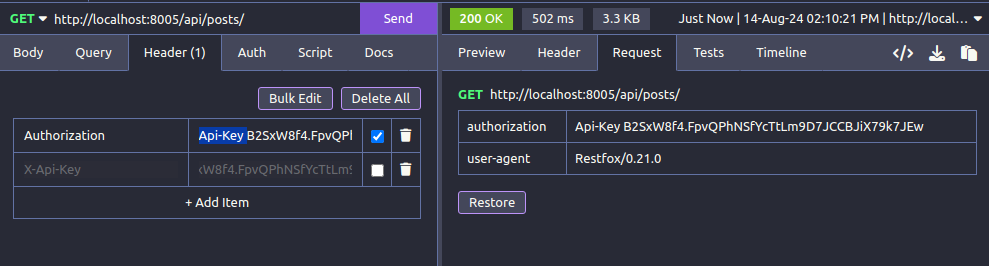 GET http://localhost:8005/api/posts/ Send
Body Query Header (1) Auth Script Docs
Bulk Edit Delete All
Authorization Api-Key B2SxW8f4.FpvQPh
X-Api-Key W8f4.FpvQPhNSfYcTtLm9
+ Add Item
200 OK 502 ms 3.3 KB Just Now | 14-Aug-24 02:10:21 PM | http://local...
Preview Header Request Tests Timeline
GET http://localhost:8005/api/posts/
authorization Api-Key B2SxW8f4.FpvQPhNSfYcTtLm9D7JCCBJiX79k7JEw
user-agent Restfox/0.21.0
Restore